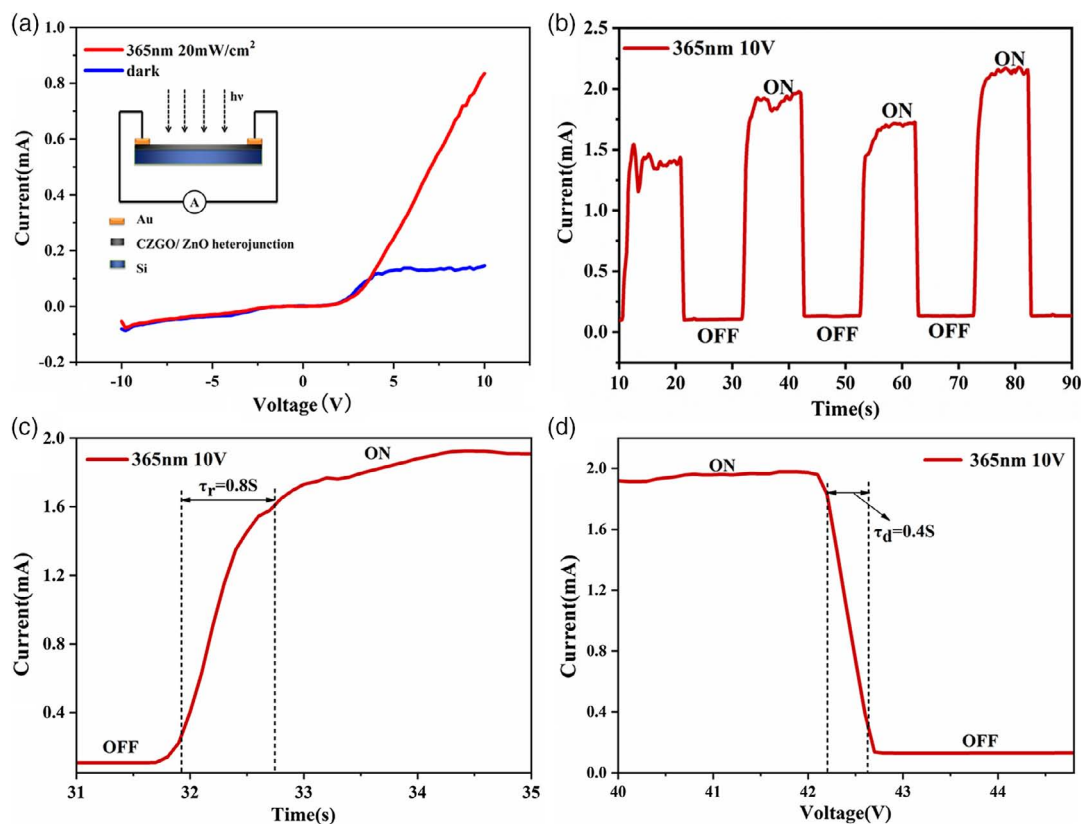 (a)
1.0
0.8
0.6
0.4
0.2
0.0
-0.2
Current(mA)
365nm 20mW/cm²
dark
hν
A
Au
CZGO/ ZnO heterojunction
Si
-10
-5
0
5
10
Voltage(V)
(b)
2.5
2.0
1.5
1.0
0.5
0.0
Current(mA)
365nm 10V
ON
ON
ON
OFF
OFF
OFF
10
20
30
40
50
60
70
80
90
Time(s)
(c)
2.0
1.6
1.2
0.8
0.4
Current(mA)
365nm 10V
ON
τr=0.8S
OFF
31
32
33
34
35
Time(s)
(d)
2.4
2.0
1.6
1.2
0.8
0.4
0.0
Current(mA)
365nm 10V
ON
τd=0.4S
OFF
40
41
42
43
44
Voltage(V)